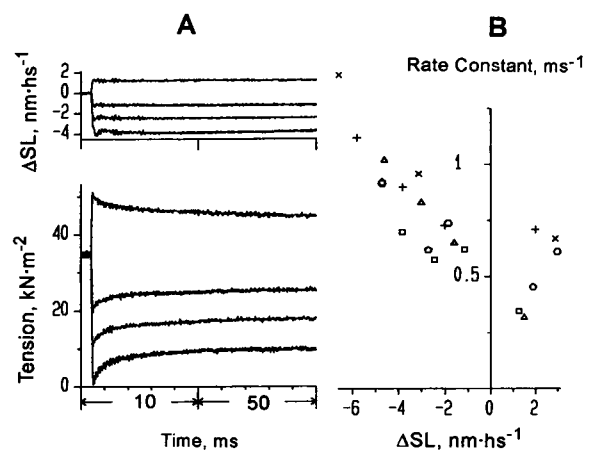 A
B
ΔSL, nm·hs⁻¹
2
0
-2
-4
Tension, kN·m⁻²
40
20
0
10
50
Time, ms
Rate Constant, ms⁻¹
1
0.5
-6
-4
-2
0
2
ΔSL, nm·hs⁻¹